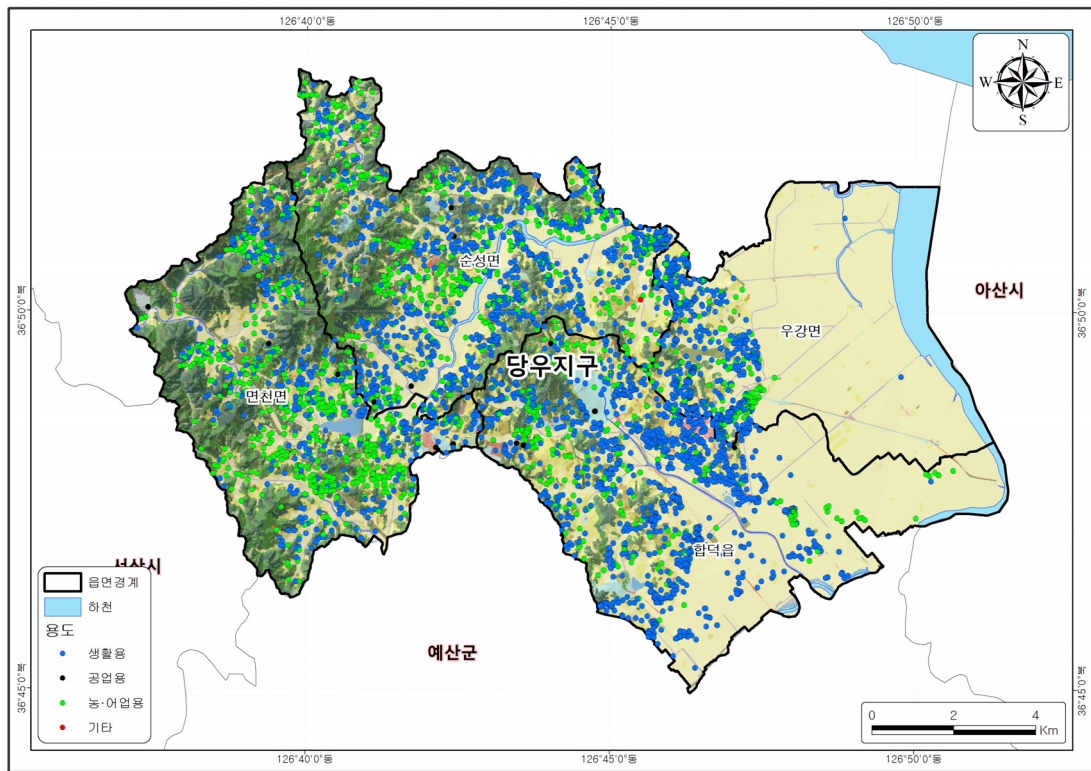 126°40'0"동
126°45'0"동
126°50'0"동
N
W
E
S
36°50'0"북
36°50'0"북
순성면
아산시
우강면
당우지구
면천면
합덕읍
서산시
예산군
읍면경계
하천
용도
생활용
공업용
농·어업용
기타
36°45'0"북
36°45'0"북
0 2 4
Km
126°40'0"동
126°45'0"동
126°50'0"동